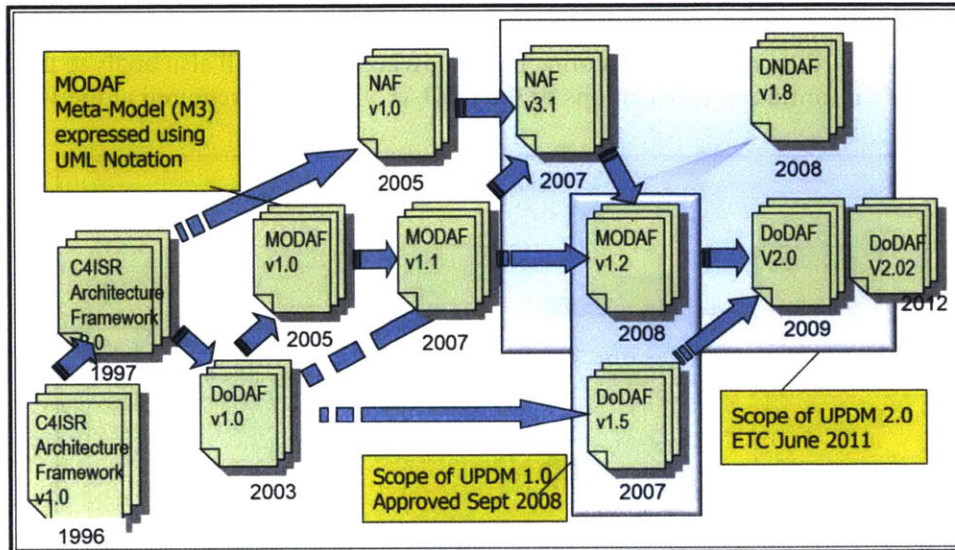 MODAF
Meta-Model (M3)
expressed using
UML Notation
NAF
v1.0
2005
NAF
v3.1
2007
DNDAF
v1.8
2008
MODAF
v1.0
2005
MODAF
v1.1
2007
MODAF
v1.2
2008
DoDAF
V2.0
2009
DoDAF
V2.02
2012
C4ISR
Architecture
Framework
1997
C4ISR
Architecture
Framework
v1.0
1996
DoDAF
v1.0
2003
DoDAF
v1.5
2007
Scope of UPDM 1.0
Approved Sept 2008
Scope of UPDM 2.0
ETC June 2011